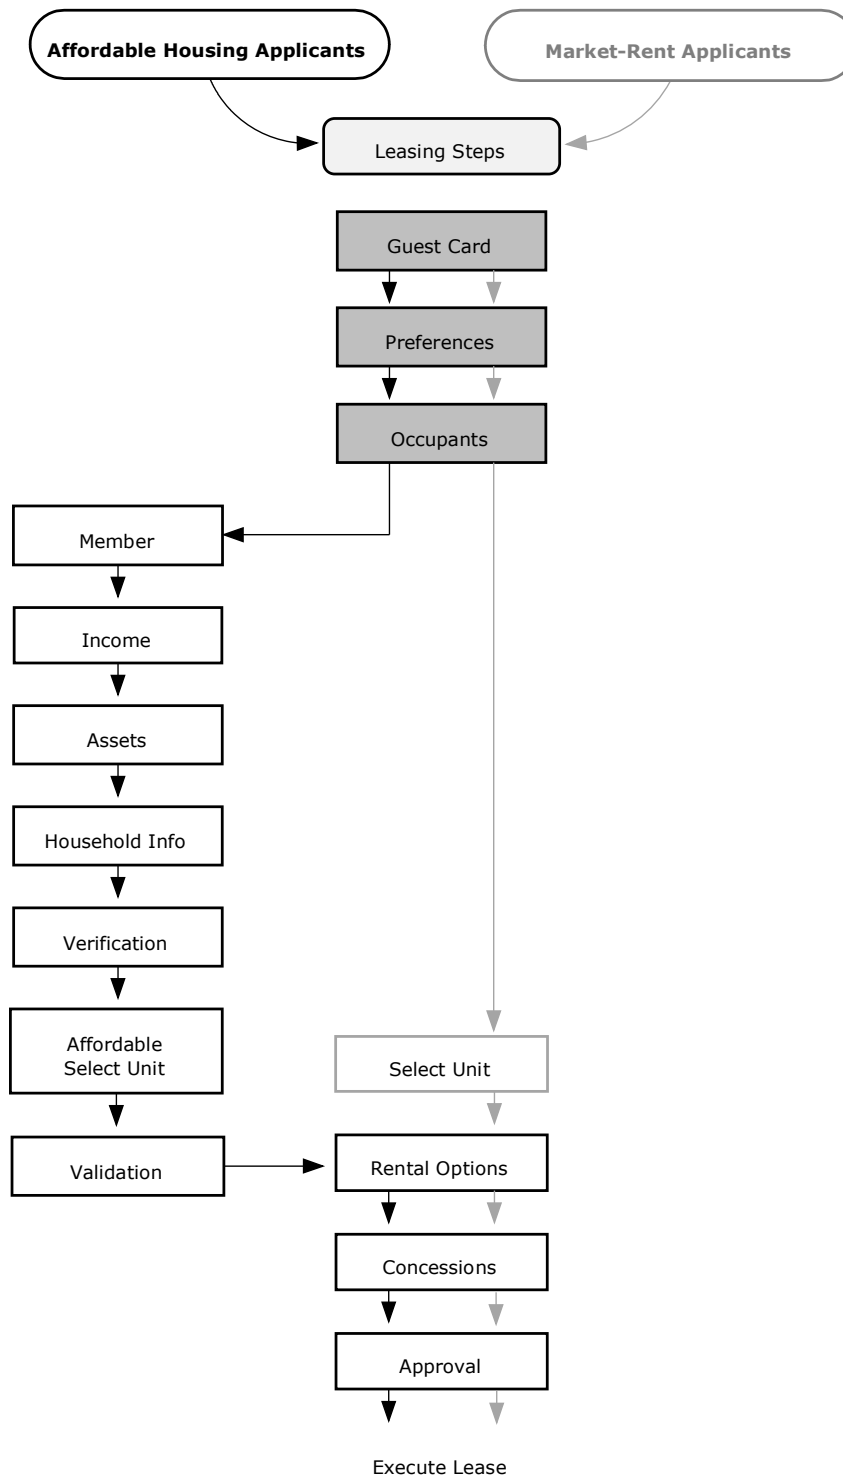 Affordable Housing Applicants
Market-Rent Applicants
Leasing Steps
Guest Card
Preferences
Occupants
Member
Income
Assets
Household Info
Verification
Affordable
Select Unit
Select Unit
Validation
Rental Options
Concessions
Approval
Execute Lease